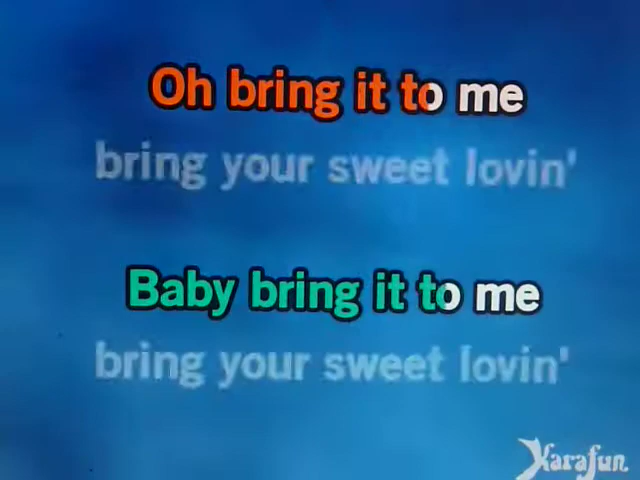 Oh bring it to me
bring your sweet lovin'
Baby bring it to me
bring your sweet lovin'
Karafun